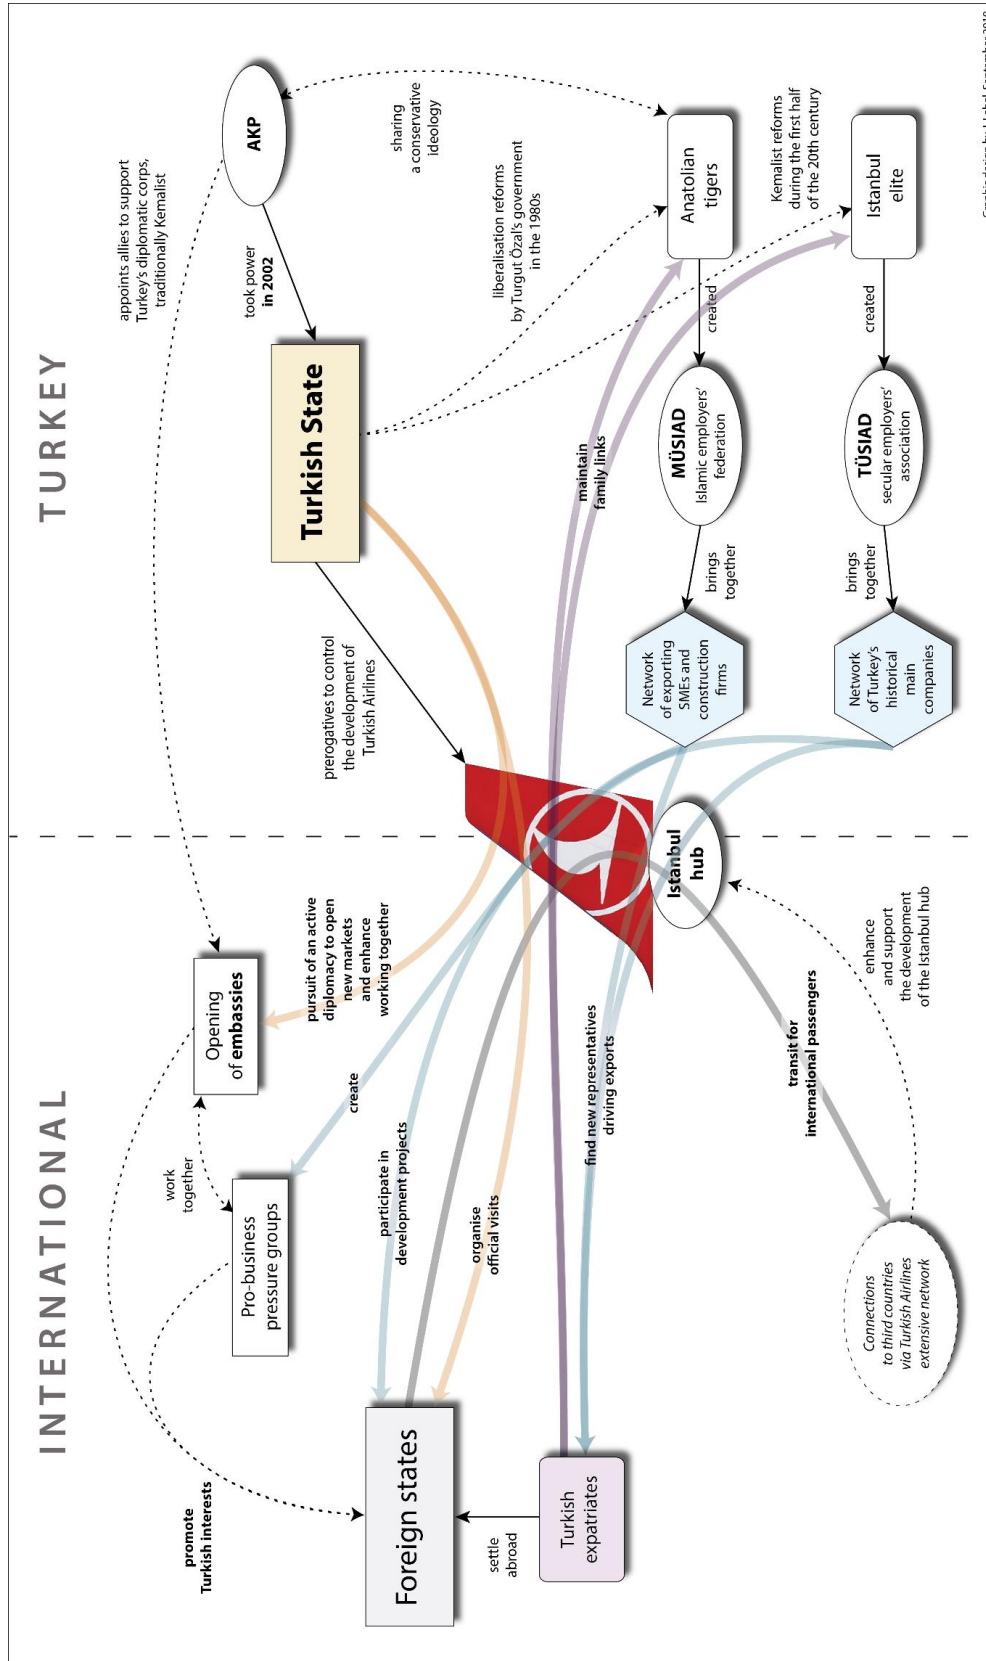 INTERNATIONAL
TURKEY
appoints allies to support
Turkey's diplomatic corps,
traditionally Kemalist
AKP
took power
in 2002
sharing
a conservative
ideology
Turkish State
prerogatives to control
the development of
Turkish Airlines
liberalisation reforms
by Turgut Özal's government
in the 1980s
Kemalist reforms
during the first half
of the 20th century
Anatolian
tigers
Istanbul
elite
created
created
maintain
family links
MÜSIAD
Islamic employers'
federation
TÜSIAD
secular employers'
association
brings
together
brings
together
Network
of exporting
SMEs and
construction
firms
Network
of Turkey's
historical
main
companies
Istanbul
hub
Opening
of embassies
pursuit of an active
diplomacy to open
new markets
and enhance
working together
work
together
Pro-business
pressure groups
create
promote
Turkish interests
participate in
development projects
organise
official visits
Foreign states
settle
abroad
Turkish
expatriates
find new representatives
driving exports
transit for
international passengers
enhance
and support
the development
of the Istanbul hub
Connections
to third countries
via Turkish Airlines
extensive network